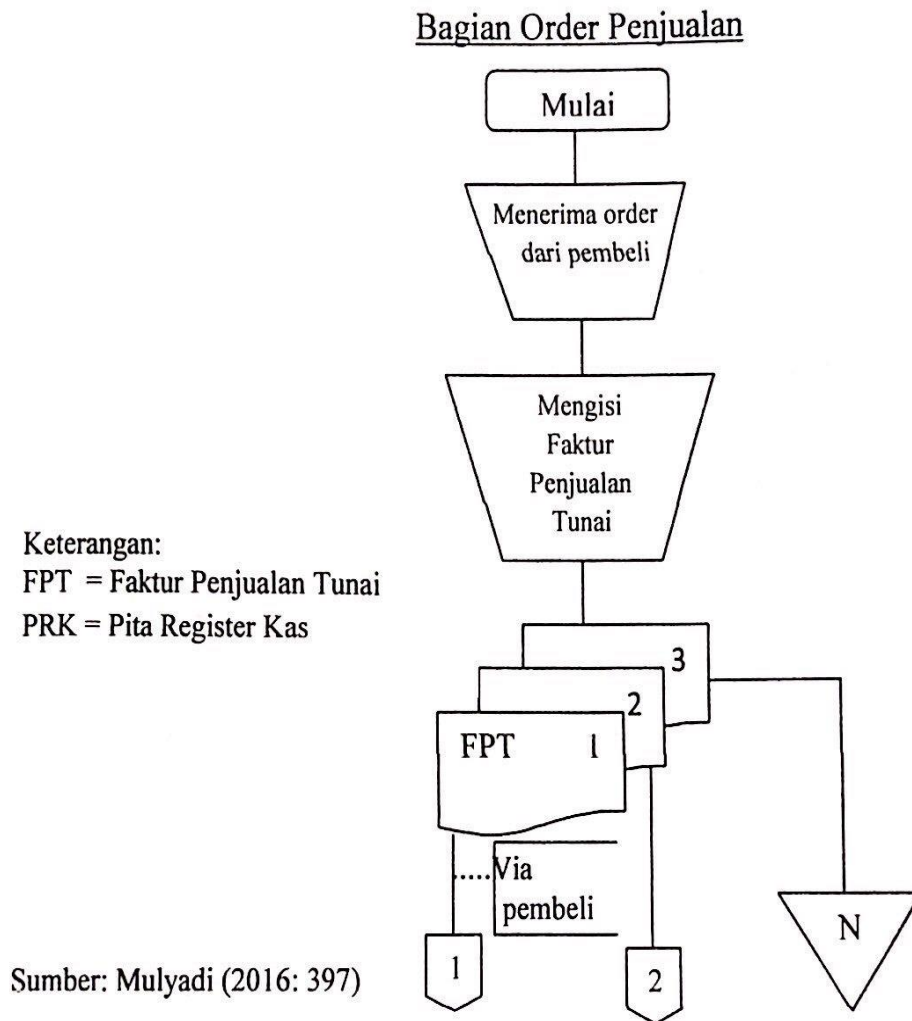 Bagian Order Penjualan
Mulai
Menerima order
dari pembeli
Mengisi
Faktur
Penjualan
Tunai
Keterangan:
FPT = Faktur Penjualan Tunai
PRK = Pita Register Kas
3
2
FPT 1
.....Via
pembeli
1
2
N
Sumber: Mulyadi (2016: 397)